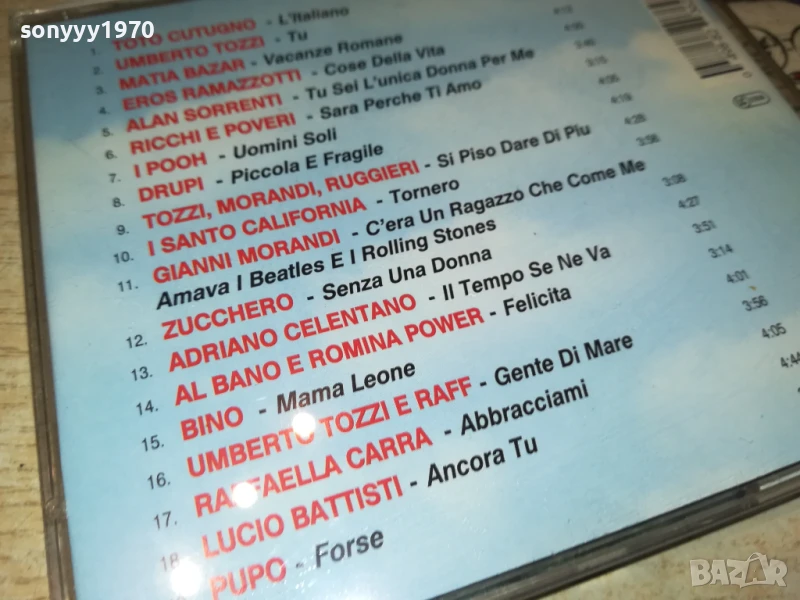 sonyyy1970
1. TOTO CUTUGNO - L'Italiano
2. UMBERTO TOZZI - Tu
3. MATIA BAZAR - Vacanze Romane
4. EROS RAMAZZOTTI - Cose Della Vita
5. ALAN SORRENTI - Tu Sei L'unica Donna Per Me
6. RICCHI E POVERI - Sara Perche Ti Amo
7. I POOH - Uomini Soli
8. DRUPI - Piccola E Fragile
9. TOZZI, MORANDI, RUGGIERI - Si Piso Dare Di Piu
10. I SANTO CALIFORNIA - Tornero
11. GIANNI MORANDI - C'era Un Ragazzo Che Come Me
Amava I Beatles E I Rolling Stones
12. ZUCCHERO - Senza Una Donna
13. ADRIANO CELENTANO - Il Tempo Se Ne Va
14. AL BANO E ROMINA POWER - Felicita
15. BINO - Mama Leone
16. UMBERTO TOZZI E RAFF - Gente Di Mare
17. RAFFAELLA CARRA - Abbracciami
18. LUCIO BATTISTI - Ancora Tu
PUPO - Forse
4:12
3:15
4:05
4:19
4:28
3:56
3:38
4:27
3:51
3:14
4:01
3:56
4:05
BAZAR